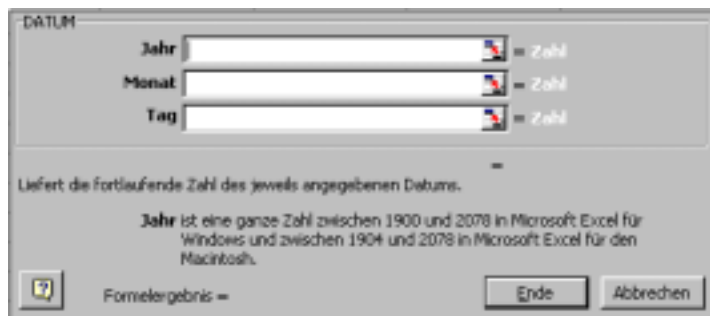 DATUM
Jahr = Zahl
Monat = Zahl
Tag = Zahl
=
Liefert die fortlaufende Zahl des jeweils angegebenen Datums.
Jahr ist eine ganze Zahl zwischen 1900 und 2078 in Microsoft Excel für
Windows und zwischen 1904 und 2078 in Microsoft Excel für den
Macintosh.
Formelergebnis = Ende Abbrechen